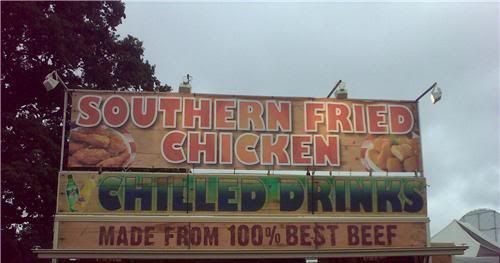 SOUTHERN FRIED
CHICKEN
CHILLED DRINKS
MADE FROM 100% BEST BEEF